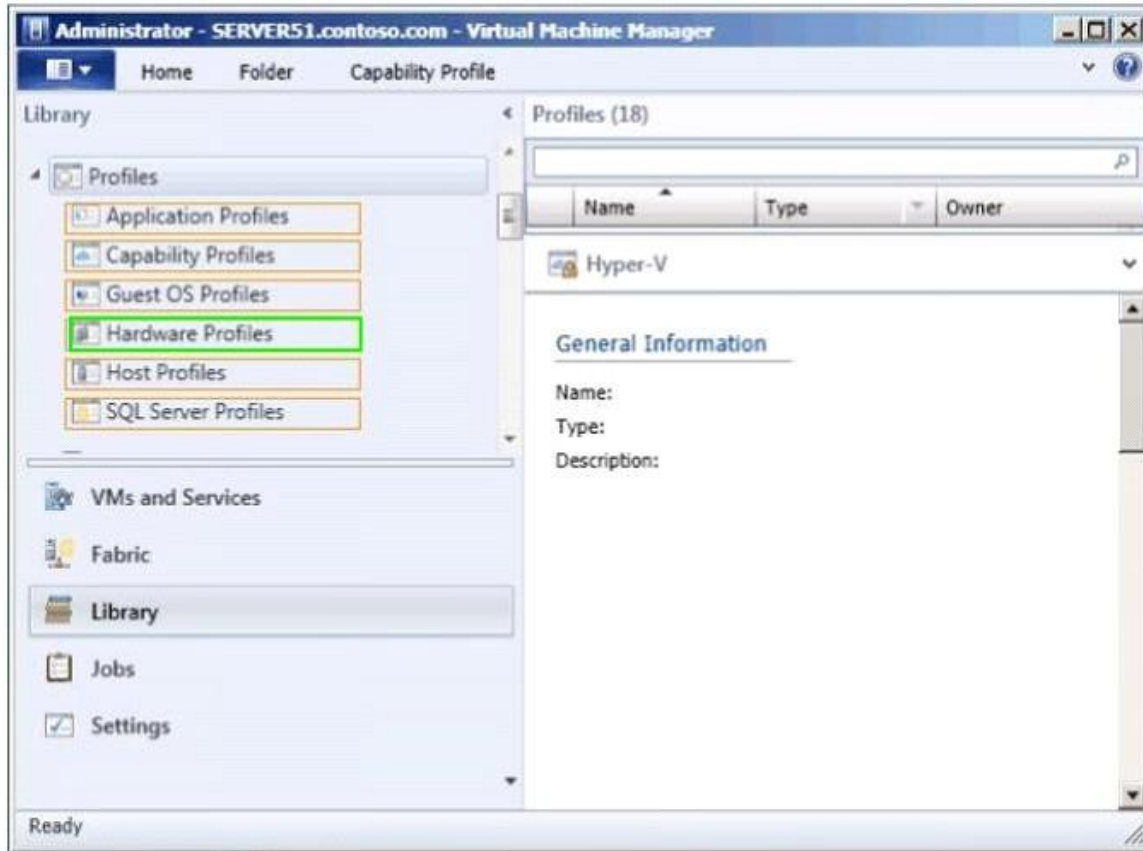 Administrator - SERVER51.contoso.com - Virtual Machine Manager
Home Folder Capability Profile
Library
Profiles (18)
Profiles
Application Profiles
Capability Profiles
Guest OS Profiles
Hardware Profiles
Host Profiles
SQL Server Profiles
VMs and Services
Fabric
Library
Jobs
Settings
Name Type Owner
Hyper-V
General Information
Name:
Type:
Description:
Ready